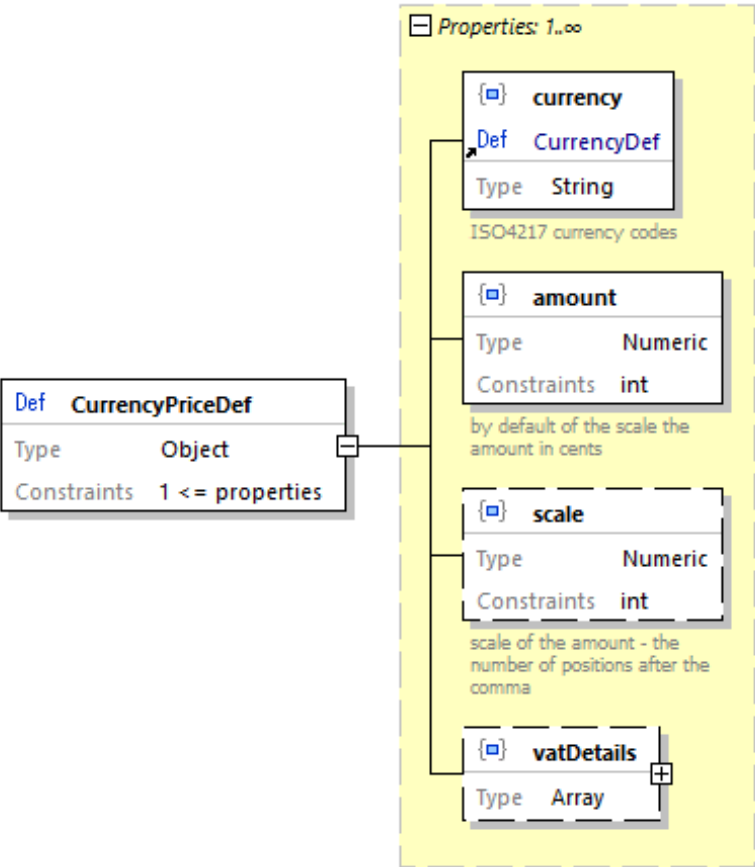 Properties: 1..∞
{} currency
Def CurrencyDef
Type String
ISO4217 currency codes
{} amount
Type Numeric
Constraints int
by default of the scale the
amount in cents
Def CurrencyPriceDef
Type Object
Constraints 1 <= properties
{} scale
Type Numeric
Constraints int
scale of the amount - the
number of positions after the
comma
{} vatDetails
Type Array